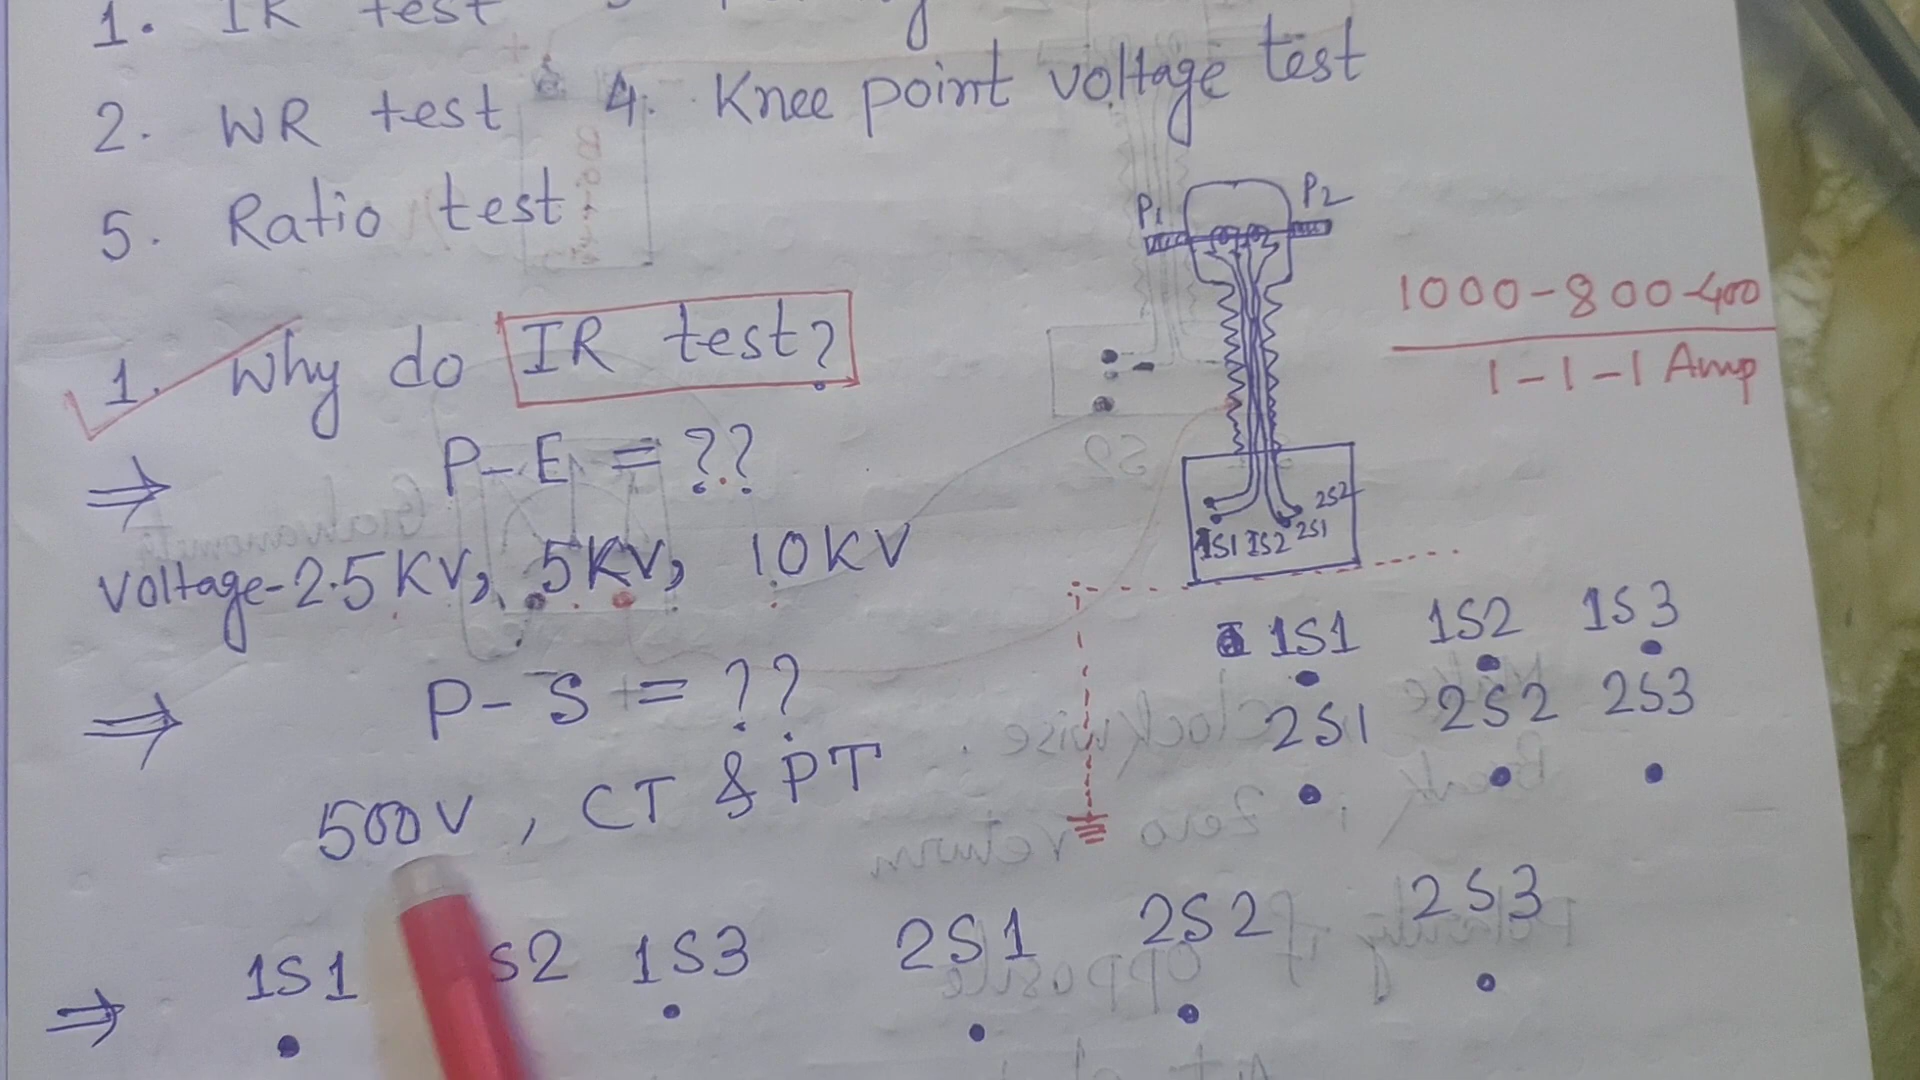 1. IR test
2. WR test 4. Knee point voltage test
5. Ratio test
P1 P2
1000-800-400
1-1-1 Amp
1. Why do IR test?
⇒ P-E = ??
voltage-2.5KV, 5KV, 10KV
1S1 1S2 2S1 2S2
⇒ P-S = ??
500V, CT & PT
1S1 1S2 1S3
2S1 2S2 2S3
⇒ 1S1 S2 1S3 2S1 2S2 2S3